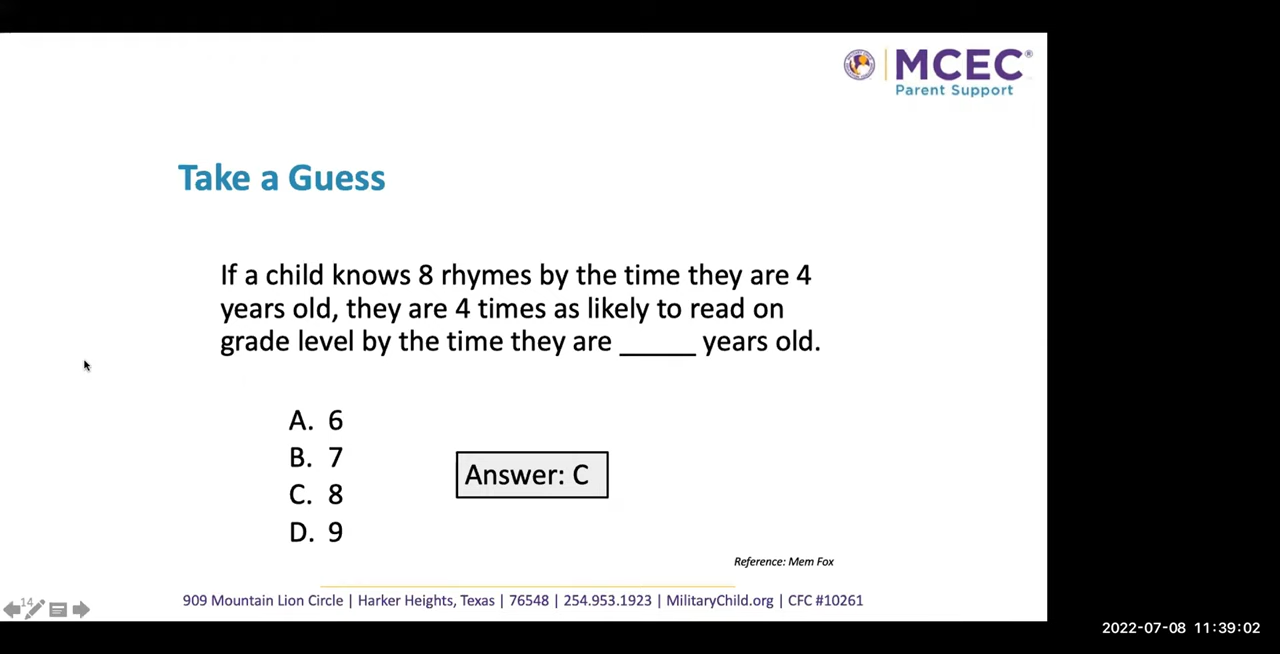 MCEC®
Parent Support
Take a Guess
If a child knows 8 rhymes by the time they are 4
years old, they are 4 times as likely to read on
grade level by the time they are _____ years old.
A. 6
B. 7
C. 8
D. 9
Answer: C
Reference: Mem Fox
909 Mountain Lion Circle | Harker Heights, Texas | 76548 | 254.953.1923 | MilitaryChild.org | CFC #10261
14
2022-07-08 11:39:02